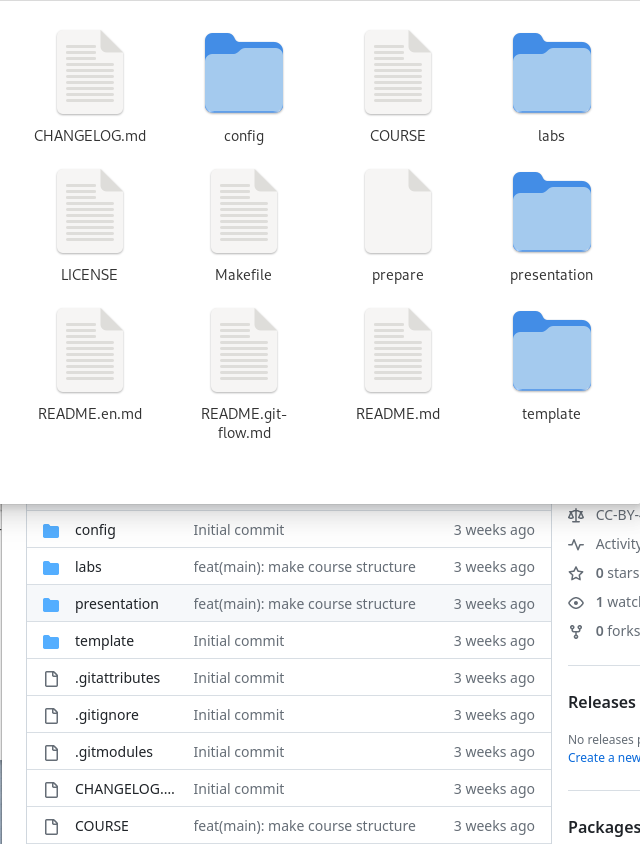 CHANGELOG.md config COURSE labs
LICENSE Makefile prepare presentation
README.en.md README.git-flow.md README.md template
config Initial commit 3 weeks ago
CC-BY-
labs feat(main): make course structure 3 weeks ago
Activity
0 stars
presentation feat(main): make course structure 3 weeks ago
1 watch
template Initial commit 3 weeks ago
0 forks
.gitattributes Initial commit 3 weeks ago
.gitignore Initial commit 3 weeks ago
Releases
No releases p
.gitmodules Initial commit 3 weeks ago
Create a new
CHANGELOG.... Initial commit 3 weeks ago
COURSE feat(main): make course structure 3 weeks ago
Packages